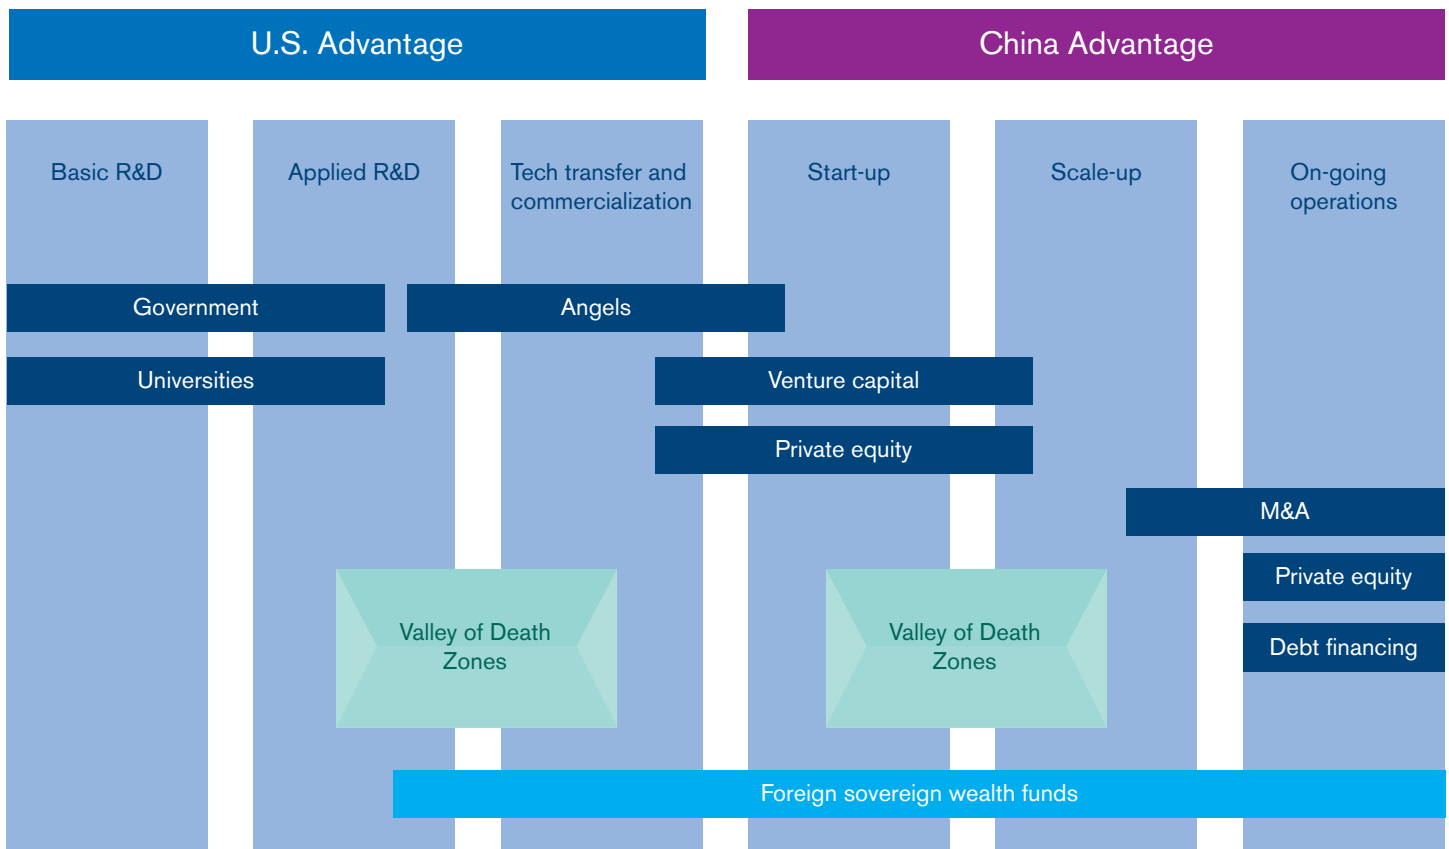 U.S. Advantage
China Advantage
Basic R&D
Applied R&D
Tech transfer and
commercialization
Start-up
Scale-up
On-going
operations
Government
Angels
Universities
Venture capital
Private equity
M&A
Private equity
Valley of Death
Zones
Valley of Death
Zones
Debt financing
Foreign sovereign wealth funds